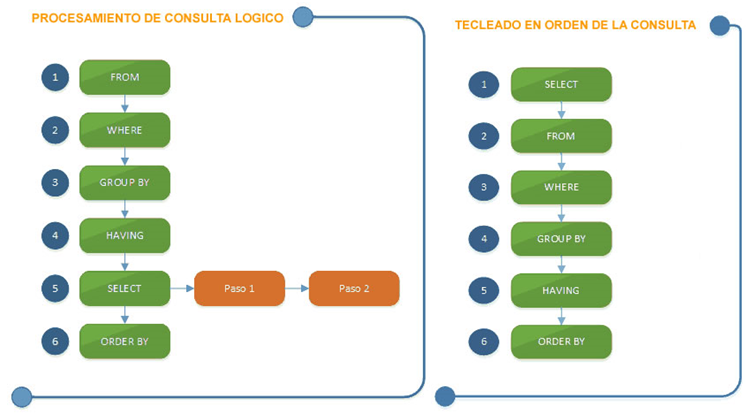 PROCESAMIENTO DE CONSULTA LOGICO
1 FROM
2 WHERE
3 GROUP BY
4 HAVING
5 SELECT Paso 1 Paso 2
6 ORDER BY
TECLEADO EN ORDEN DE LA CONSULTA
1 SELECT
2 FROM
3 WHERE
4 GROUP BY
5 HAVING
6 ORDER BY